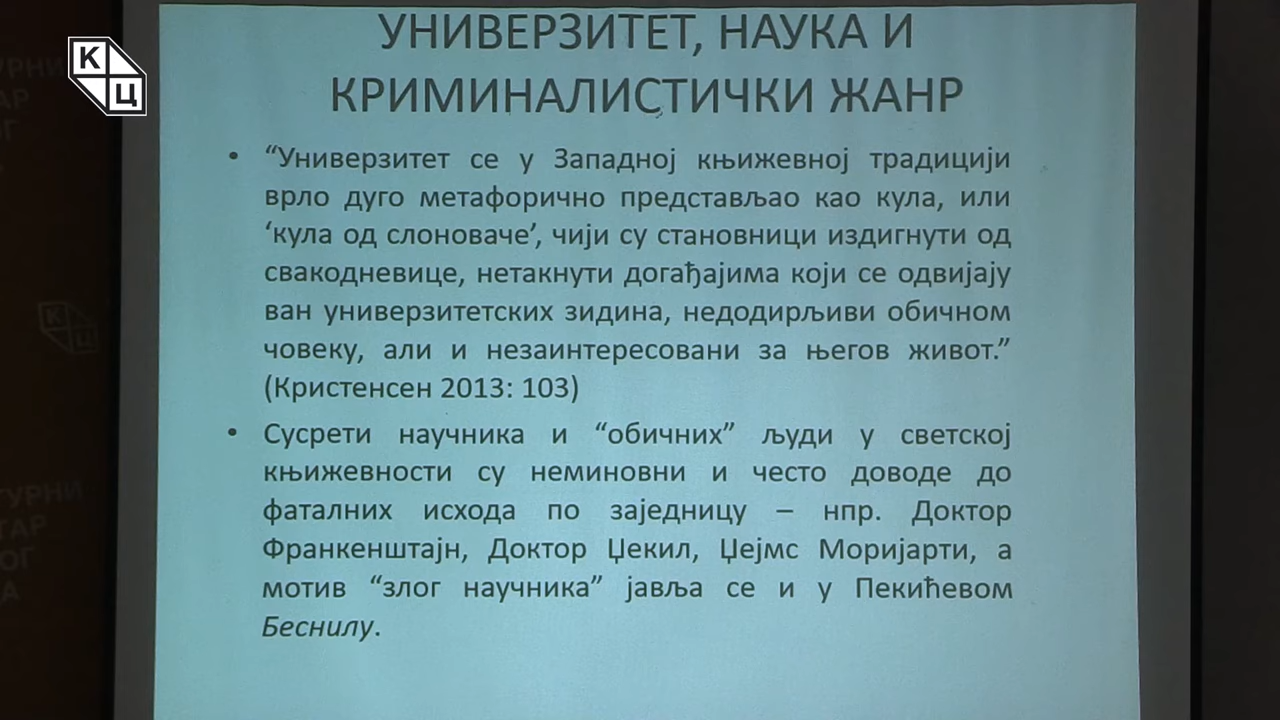 УНИВЕРЗИТЕТ, НАУКА И
КРИМИНАЛИСТИЧКИ ЖАНР
• “Универзитет се у Западној књижевној традицији
врло дуго метафорично представљао као кула, или
‘кула од слоноваче’, чији су становници издигнути од
свакодневице, нетакнути догађајима који се одвијају
ван универзитетских зидина, недодирљиви обичном
човеку, али и незаинтересовани за његов живот.”
(Кристенсен 2013: 103)
• Сусрети научника и “обичних” људи у светској
књижевности су неминовни и често доводе до
фаталних исхода по заједницу – нпр. Доктор
Франкенштајн, Доктор Џекил, Џејмс Моријарти, а
мотив “злог научника” јавља се и у Пекићевом
Беснилу.
К
Ц